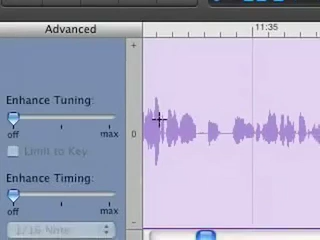 11:35
Advanced
+
Enhance Tuning:
off max
Limit to Key
0
Enhance Timing:
off max
1/16 Note
-